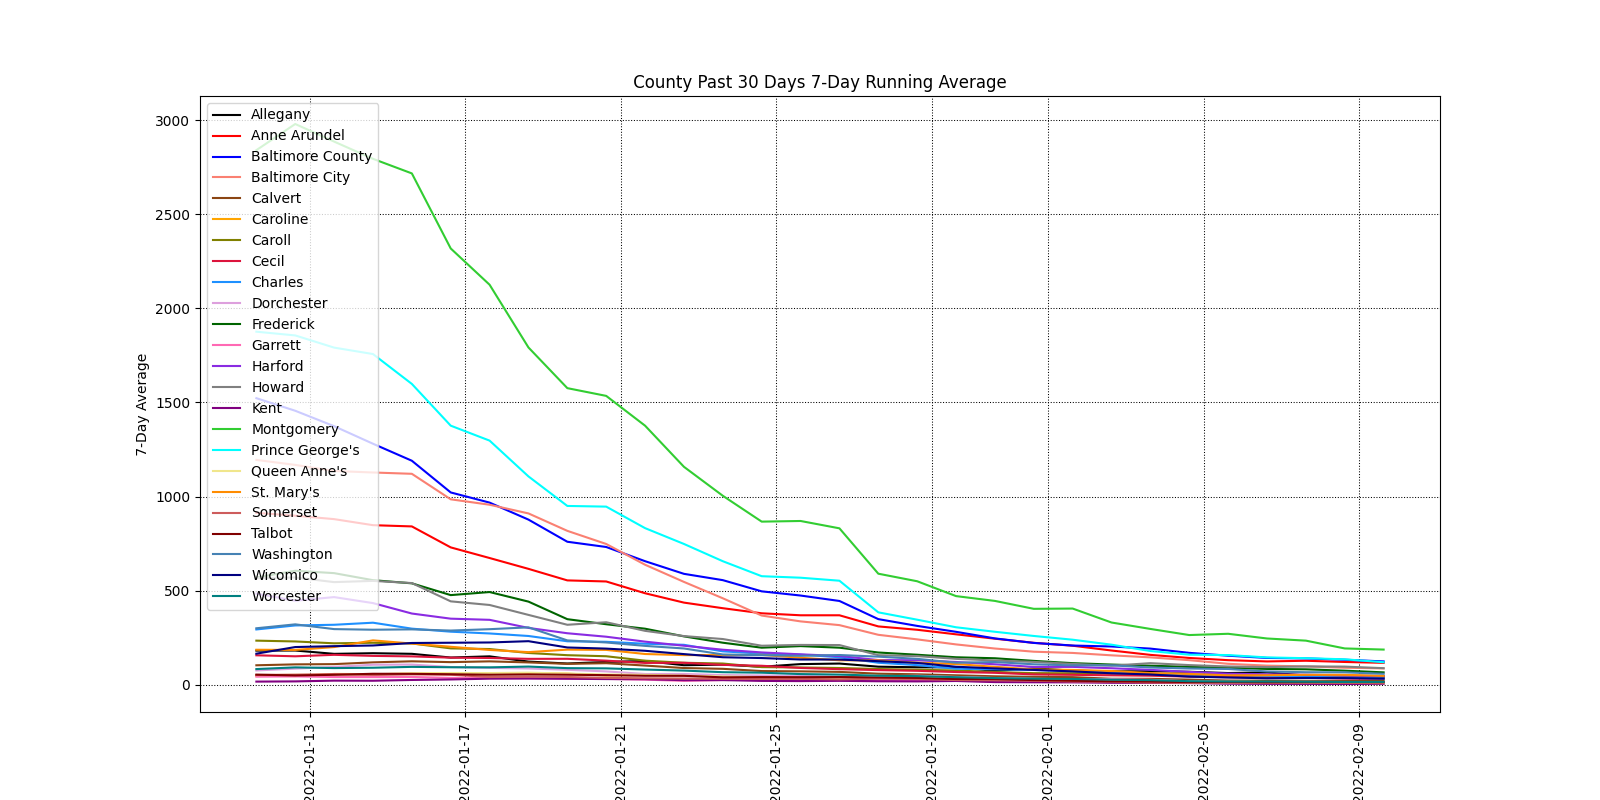 County Past 30 Days 7-Day Running Average
7-Day Average
3000
2500
2000
1500
1000
500
0
Allegany
Anne Arundel
Baltimore County
Baltimore City
Calvert
Caroline
Caroll
Cecil
Charles
Dorchester
Frederick
Garrett
Harford
Howard
Kent
Montgomery
Prince George's
Queen Anne's
St. Mary's
Somerset
Talbot
Washington
Wicomico
Worcester
2022-01-13
2022-01-17
2022-01-21
2022-01-25
2022-01-29
2022-02-01
2022-02-05
2022-02-09